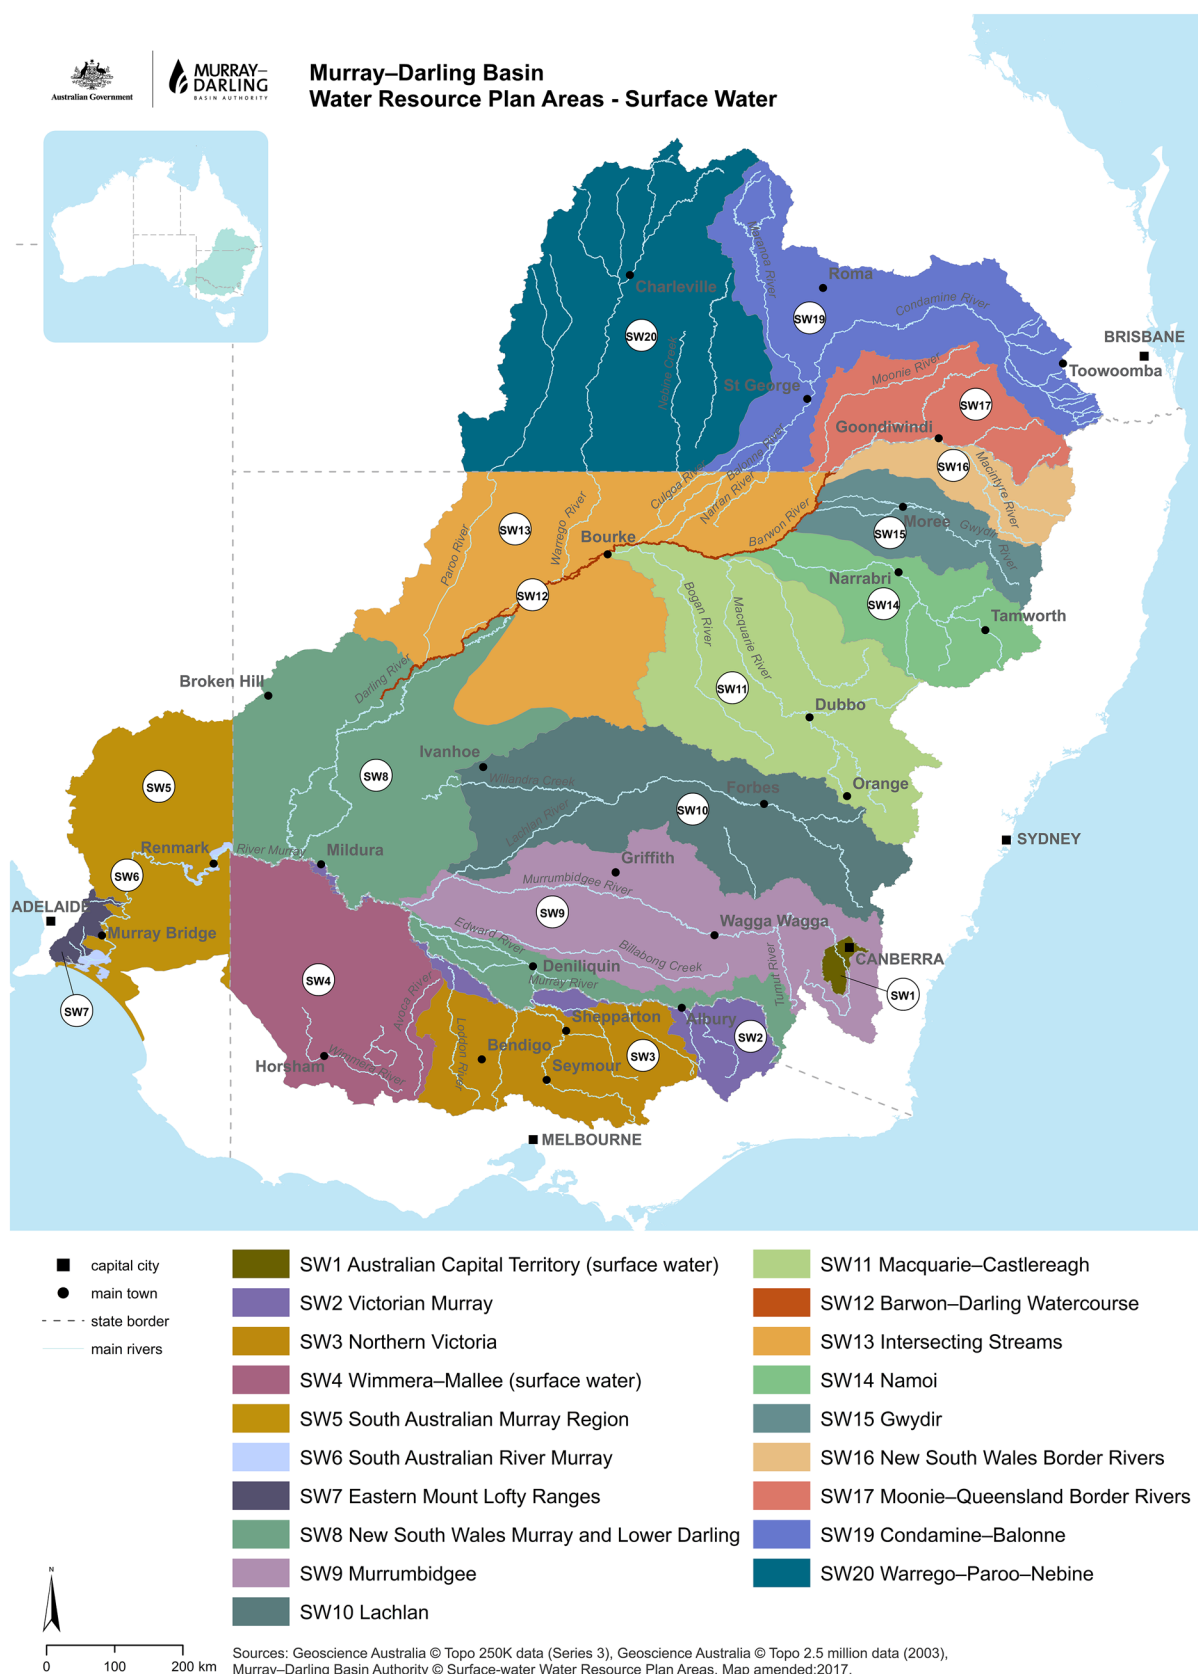 Australian Government
MURRAY–
DARLING
BASIN AUTHORITY
Murray–Darling Basin
Water Resource Plan Areas - Surface Water
Charleville
Maranoa River
Roma
SW19
Condamine River
SW20
BRISBANE
Nebine Creek
Toowoomba
Moonie River
St George
SW17
Goondiwindi
Balonne River
SW16
Macintyre River
Culgoa River
Narran River
Warrego River
Barwon River
SW13
Paroo River
Moree
Gwydir River
SW15
Bourke
Narrabri
SW12
SW14
Bogan River
Macquarie River
Tamworth
Darling River
Broken Hill
SW11
Dubbo
Ivanhoe
SW5
SW8
Willandra Creek
Forbes
Orange
SW10
Lachlan River
SYDNEY
Renmark
River Murray
Mildura
Griffith
SW6
Murrumbidgee River
ADELAIDE
SW9
Wagga Wagga
Murray Bridge
Edward River
Billabong Creek
CANBERRA
Tumut River
Deniliquin
SW4
Murray River
SW1
SW7
Avoca River
Shepparton
Albury
SW2
Loddon River
Bendigo
SW3
Horsham
Wimmera River
Seymour
MELBOURNE
capital city
main town
state border
main rivers
SW1 Australian Capital Territory (surface water)
SW2 Victorian Murray
SW3 Northern Victoria
SW4 Wimmera–Mallee (surface water)
SW5 South Australian Murray Region
SW6 South Australian River Murray
SW7 Eastern Mount Lofty Ranges
SW8 New South Wales Murray and Lower Darling
SW9 Murrumbidgee
SW10 Lachlan
SW11 Macquarie–Castlereagh
SW12 Barwon–Darling Watercourse
SW13 Intersecting Streams
SW14 Namoi
SW15 Gwydir
SW16 New South Wales Border Rivers
SW17 Moonie–Queensland Border Rivers
SW19 Condamine–Balonne
SW20 Warrego–Paroo–Nebine
N
0 100 200 km
Sources: Geoscience Australia © Topo 250K data (Series 3), Geoscience Australia © Topo 2.5 million data (2003),
Murray–Darling Basin Authority © Surface-water Water Resource Plan Areas. Map amended:2017.